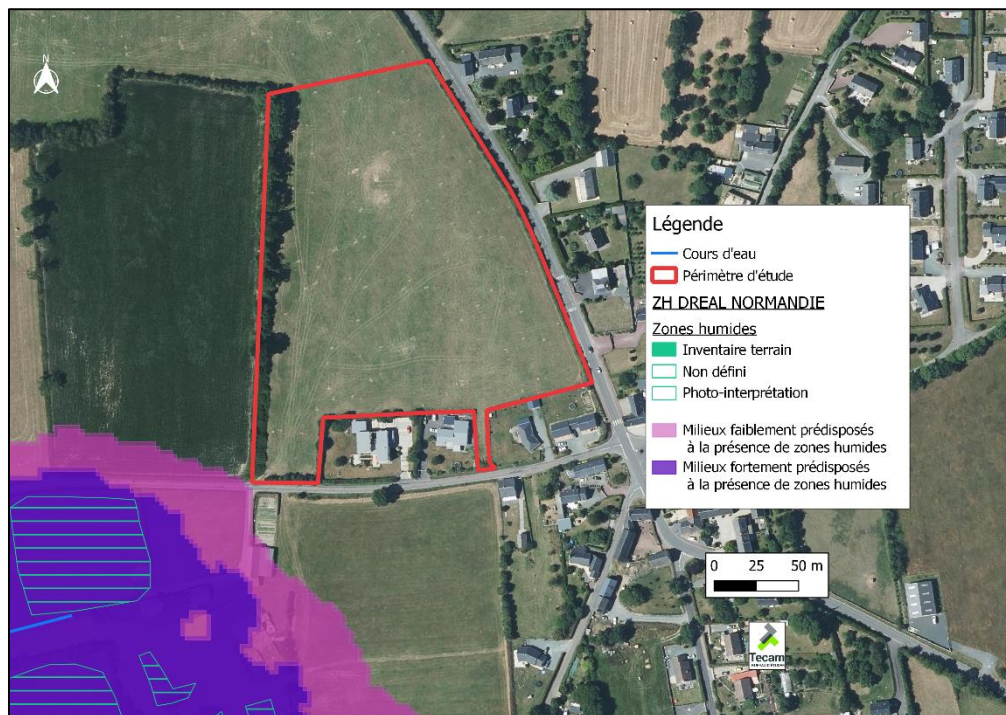 N
Légende
Cours d'eau
Périmètre d'étude
ZH DREAL NORMANDIE
Zones humides
Inventaire terrain
Non défini
Photo-interprétation
Milieux faiblement prédisposés
à la présence de zones humides
Milieux fortement prédisposés
à la présence de zones humides
0 25 50 m
Tecam